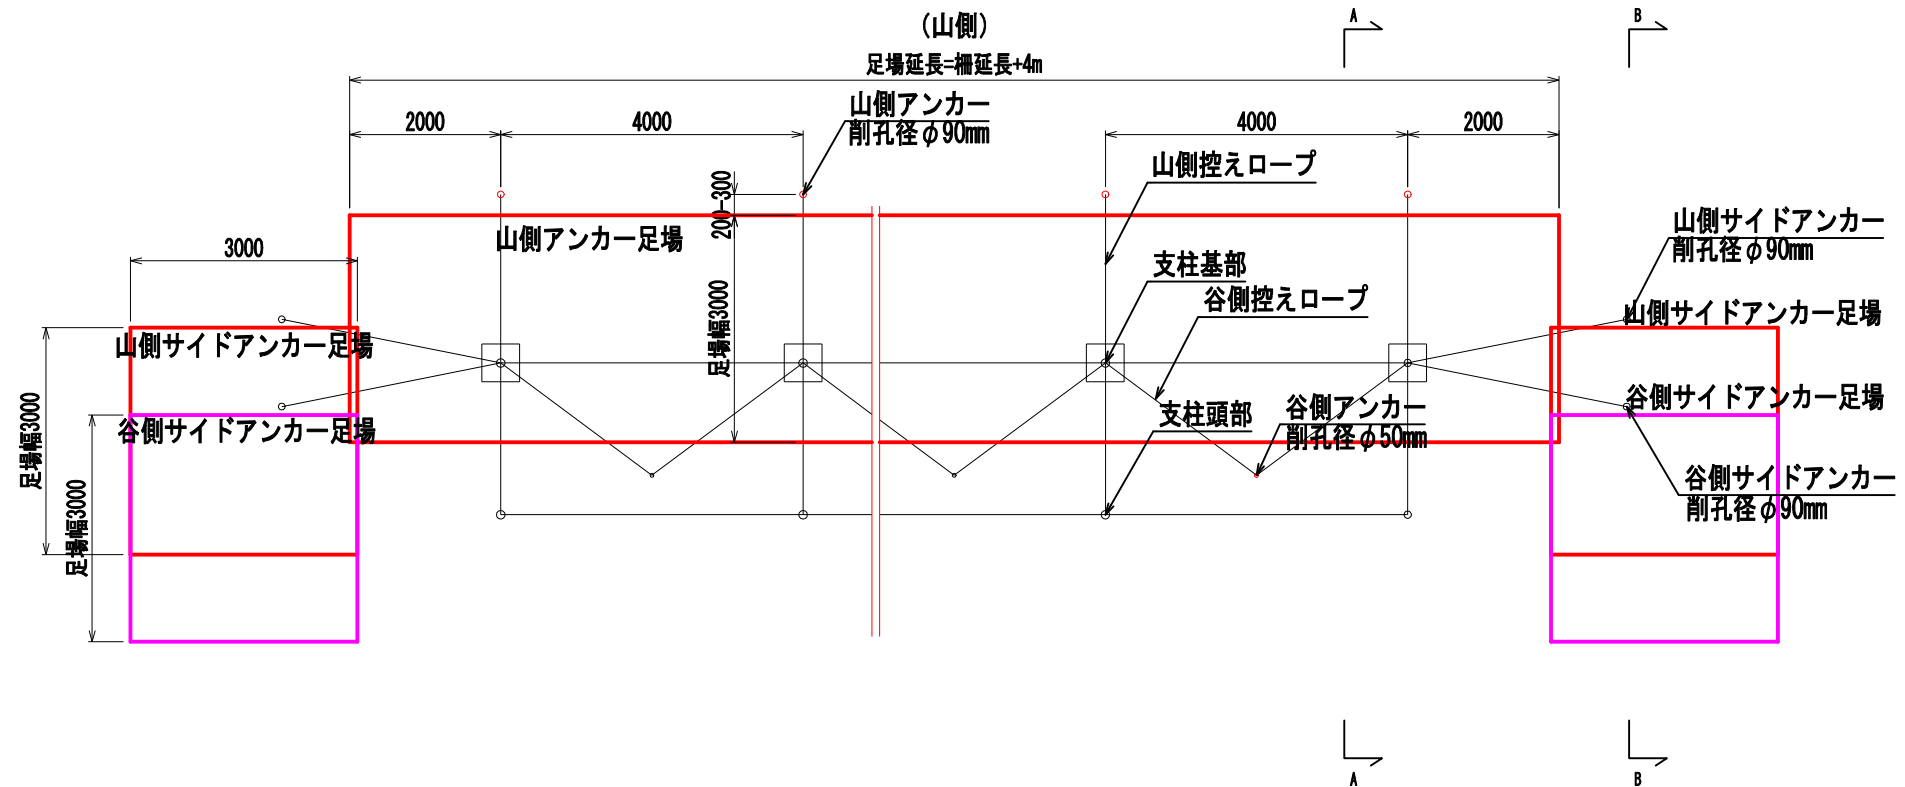 (山側)
A
B
足場延長=柵延長+4m
2000
4000
山側アンカー
削孔径φ90mm
4000
2000
山側控えロープ
200~300
山側アンカー足場
3000
支柱基部
谷側控えロープ
山側サイドアンカー
削孔径φ90mm
山側サイドアンカー足場
山側サイドアンカー足場
足場幅3000
谷側サイドアンカー足場
谷側サイドアンカー足場
支柱頭部
谷側アンカー
削孔径φ50mm
足場幅3000
足場幅3000
谷側サイドアンカー
削孔径φ90mm
A
B